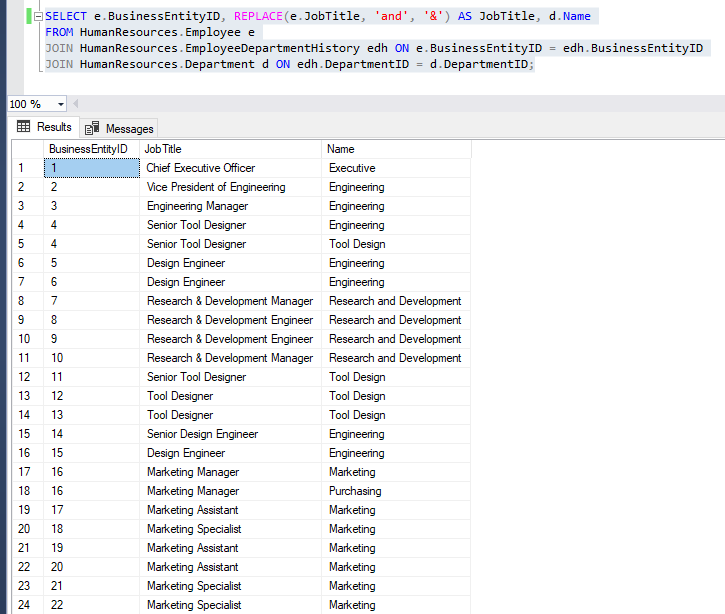 SELECT e.BusinessEntityID, REPLACE(e.JobTitle, 'and', '&') AS JobTitle, d.Name
FROM HumanResources.Employee e
JOIN HumanResources.EmployeeDepartmentHistory edh ON e.BusinessEntityID = edh.BusinessEntityID
JOIN HumanResources.Department d ON edh.DepartmentID = d.DepartmentID;
100 %
Results Messages
BusinessEntityID JobTitle Name
1 1 Chief Executive Officer Executive
2 2 Vice President of Engineering Engineering
3 3 Engineering Manager Engineering
4 4 Senior Tool Designer Engineering
5 4 Senior Tool Designer Tool Design
6 5 Design Engineer Engineering
7 6 Design Engineer Engineering
8 7 Research & Development Manager Research and Development
9 8 Research & Development Engineer Research and Development
10 9 Research & Development Engineer Research and Development
11 10 Research & Development Manager Research and Development
12 11 Senior Tool Designer Tool Design
13 12 Tool Designer Tool Design
14 13 Tool Designer Tool Design
15 14 Senior Design Engineer Engineering
16 15 Design Engineer Engineering
17 16 Marketing Manager Marketing
18 16 Marketing Manager Purchasing
19 17 Marketing Assistant Marketing
20 18 Marketing Specialist Marketing
21 19 Marketing Assistant Marketing
22 20 Marketing Assistant Marketing
23 21 Marketing Specialist Marketing
24 22 Marketing Specialist Marketing